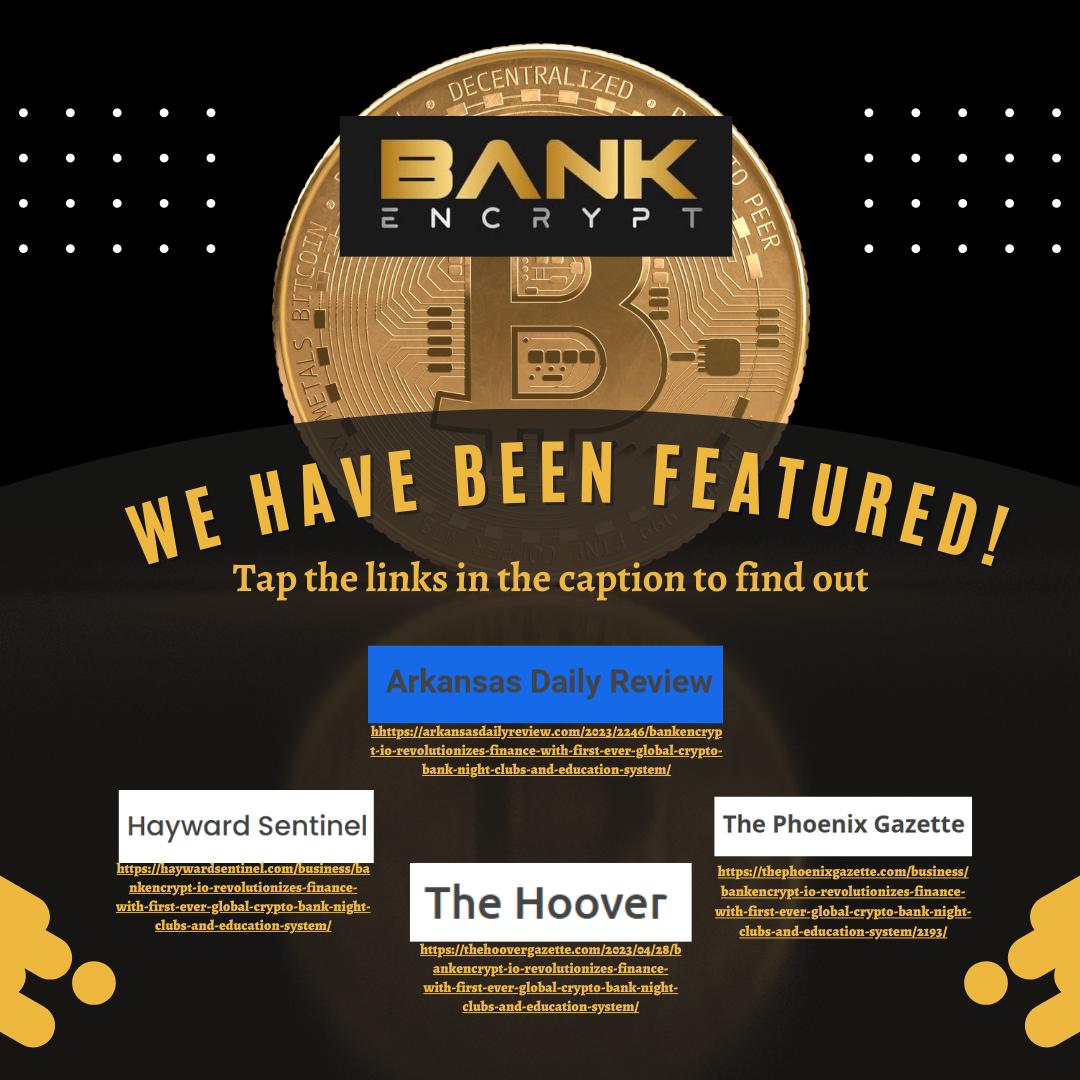 DECENTRALIZED
TO PEER
METALS BITCOIN
BANK
ENCRYPT
WE HAVE BEEN FEATURED!
Tap the links in the caption to find out
Arkansas Daily Review
hhttps://arkansasdailyreview.com/2023/2246/bankencryp
t-io-revolutionizes-finance-with-first-ever-global-crypto-
bank-night-clubs-and-education-system/
Hayward Sentinel
https://haywardsentinel.com/business/ba
nkencrypt-io-revolutionizes-finance-
with-first-ever-global-crypto-bank-night-
clubs-and-education-system/
The Phoenix Gazette
https://thephoenixgazette.com/business/
bankencrypt-io-revolutionizes-finance-
with-first-ever-global-crypto-bank-night-
clubs-and-education-system/2193/
The Hoover
https://thehoovergazette.com/2023/04/28/b
ankencrypt-io-revolutionizes-finance-
with-first-ever-global-crypto-bank-night-
clubs-and-education-system/